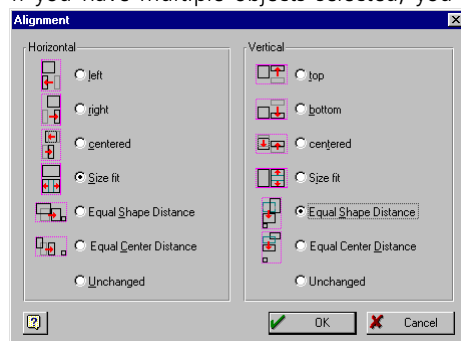 If you have multiple objects selected, you
Alignment
Horizontal
left
right
centered
Size fit
Equal Shape Distance
Equal Center Distance
Unchanged
Vertical
top
bottom
centered
Size fit
Equal Shape Distance
Equal Center Distance
Unchanged
OK
Cancel